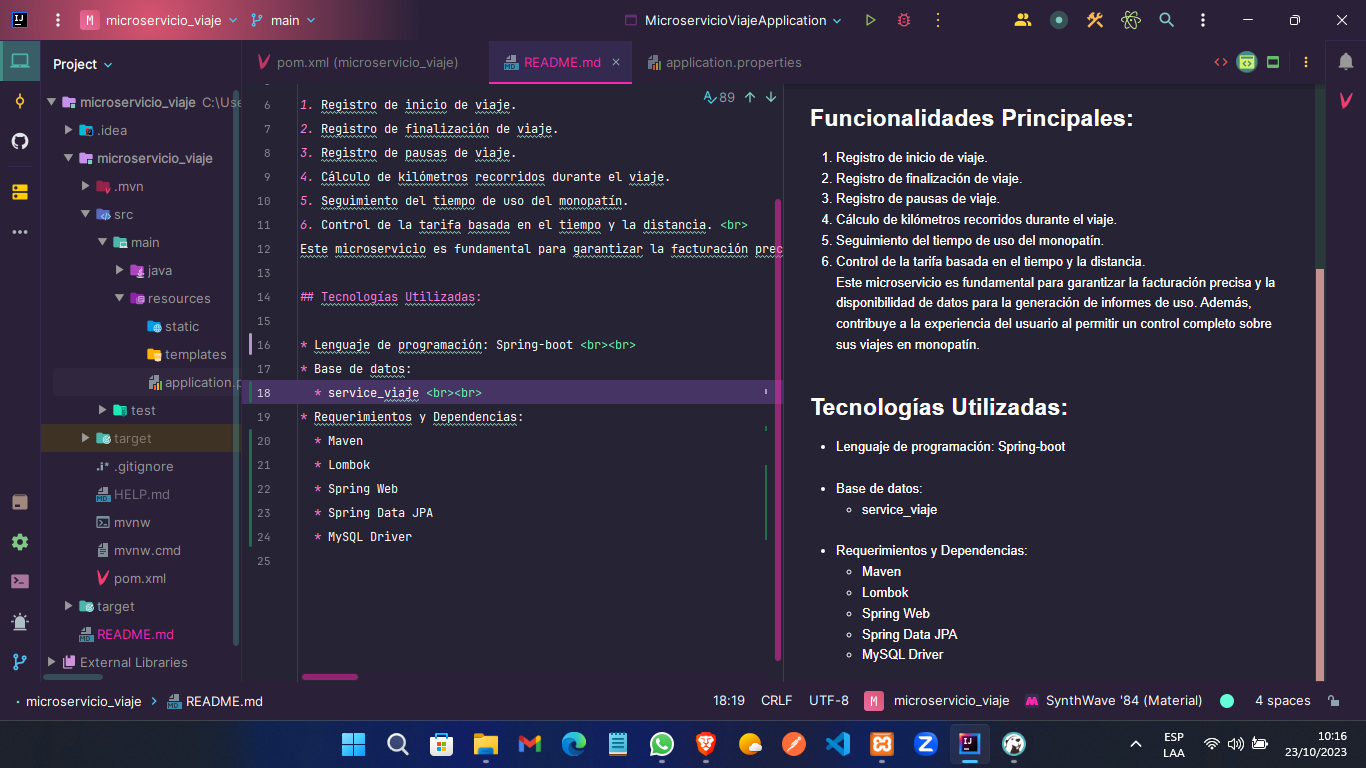 M microservicio_viaje main MicroservicioViajeApplication
Project
pom.xml (microservicio_viaje) README.md × application.properties
microservicio_viaje C:\Use
.idea
microservicio_viaje
.mvn
src
main
java
resources
static
templates
application.p
test
target
.gitignore
HELP.md
mvnw
mvnw.cmd
pom.xml
target
README.md
External Libraries
89
6 1. Registro de inicio de viaje.
7 2. Registro de finalización de viaje.
8 3. Registro de pausas de viaje.
9 4. Cálculo de kilómetros recorridos durante el viaje.
10 5. Seguimiento del tiempo de uso del monopatín.
11 6. Control de la tarifa basada en el tiempo y la distancia. <br>
12 Este microservicio es fundamental para garantizar la facturación prec
13
14 ## Tecnologías Utilizadas:
15
16 * Lenguaje de programación: Spring-boot <br><br>
17 * Base de datos:
18 * service_viaje <br><br>
19 * Requerimientos y Dependencias:
20 * Maven
21 * Lombok
22 * Spring Web
23 * Spring Data JPA
24 * MySQL Driver
25
Funcionalidades Principales:
1. Registro de inicio de viaje.
2. Registro de finalización de viaje.
3. Registro de pausas de viaje.
4. Cálculo de kilómetros recorridos durante el viaje.
5. Seguimiento del tiempo de uso del monopatín.
6. Control de la tarifa basada en el tiempo y la distancia.
Este microservicio es fundamental para garantizar la facturación precisa y la
disponibilidad de datos para la generación de informes de uso. Además,
contribuye a la experiencia del usuario al permitir un control completo sobre
sus viajes en monopatín.
Tecnologías Utilizadas:
• Lenguaje de programación: Spring-boot
• Base de datos:
◦ service_viaje
• Requerimientos y Dependencias:
◦ Maven
◦ Lombok
◦ Spring Web
◦ Spring Data JPA
◦ MySQL Driver
microservicio_viaje README.md
18:19 CRLF UTF-8 M microservicio_viaje SynthWave '84 (Material) 4 spaces
ESP
LAA
10:16
23/10/2023